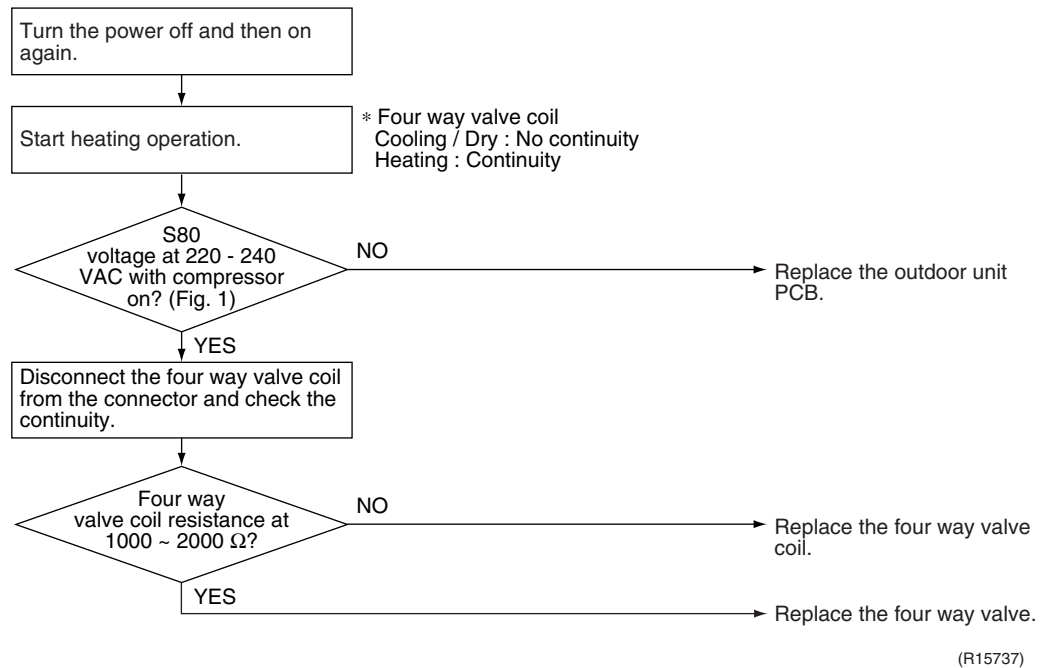 Turn the power off and then on
again.
Start heating operation.
* Four way valve coil
Cooling / Dry : No continuity
Heating : Continuity
S80
voltage at 220 - 240
VAC with compressor
on? (Fig. 1)
NO
Replace the outdoor unit
PCB.
YES
Disconnect the four way valve coil
from the connector and check the
continuity.
Four way
valve coil resistance at
1000 ~ 2000 Ω?
NO
Replace the four way valve
coil.
YES
Replace the four way valve.
(R15737)